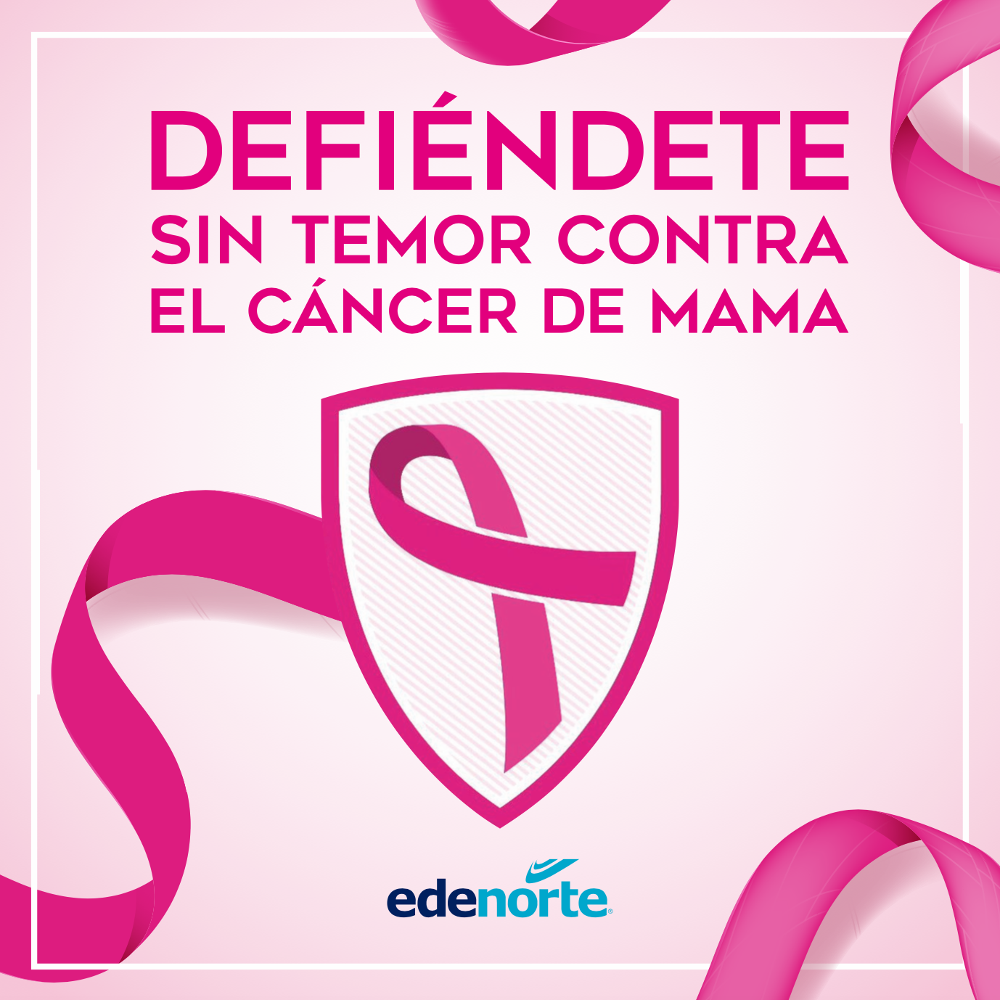 DEFIÉNDETE
SIN TEMOR CONTRA
EL CÁNCER DE MAMA
edenorte®